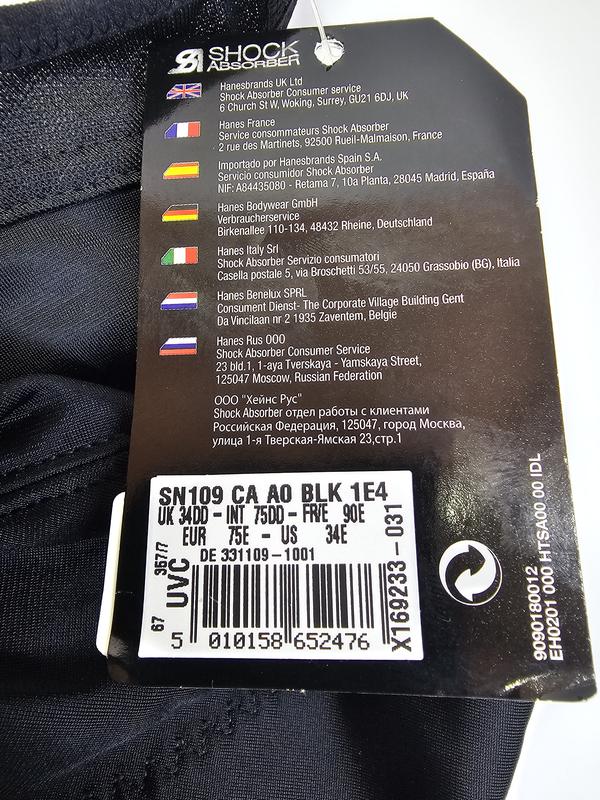 SHOCK
ABSORBER
Hanesbrands UK Ltd
Shock Absorber Consumer service
6 Church St W, Woking, Surrey, GU21 6DJ, UK
Hanes France
Service consommateurs Shock Absorber
2 rue des Martinets, 92500 Rueil-Malmaison, France
Importado por Hanesbrands Spain S.A.
Servicio consumidor Shock Absorber
NIF: A84435080 - Retama 7, 10a Planta, 28045 Madrid, España
Hanes Bodywear GmbH
Verbraucherservice
Birkenallee 110-134, 48432 Rheine, Deutschland
Hanes Italy Srl
Shock Absorber Servizio consumatori
Casella postale 5, via Broschetti 53/55, 24050 Grassobio (BG), Italia
Hanes Benelux SPRL
Consument Dienst- The Corporate Village Building Gent
Da Vincilaan nr 2 1935 Zaventem, Belgie
Hanes Rus OOO
Shock Absorber Consumer Service
23 bld.1, 1-aya Tverskaya - Yamskaya Street,
125047 Moscow, Russian Federation
ООО "Хейнс Рус"
Shock Absorber отдел работы с клиентами
Российская Федерация, 125047, город Москва,
улица 1-я Тверская-Ямская 23,стр.1
SN109 CA A0 BLK 1E4
UK 34DD - INT 75DD - FR/E 90E
EUR 75E - US 34E
DE 331109-1001
67 357/7
UVC
5 010158 652476
X169233-031
9090180012
EH0201 000 HTSA00 00 IDL